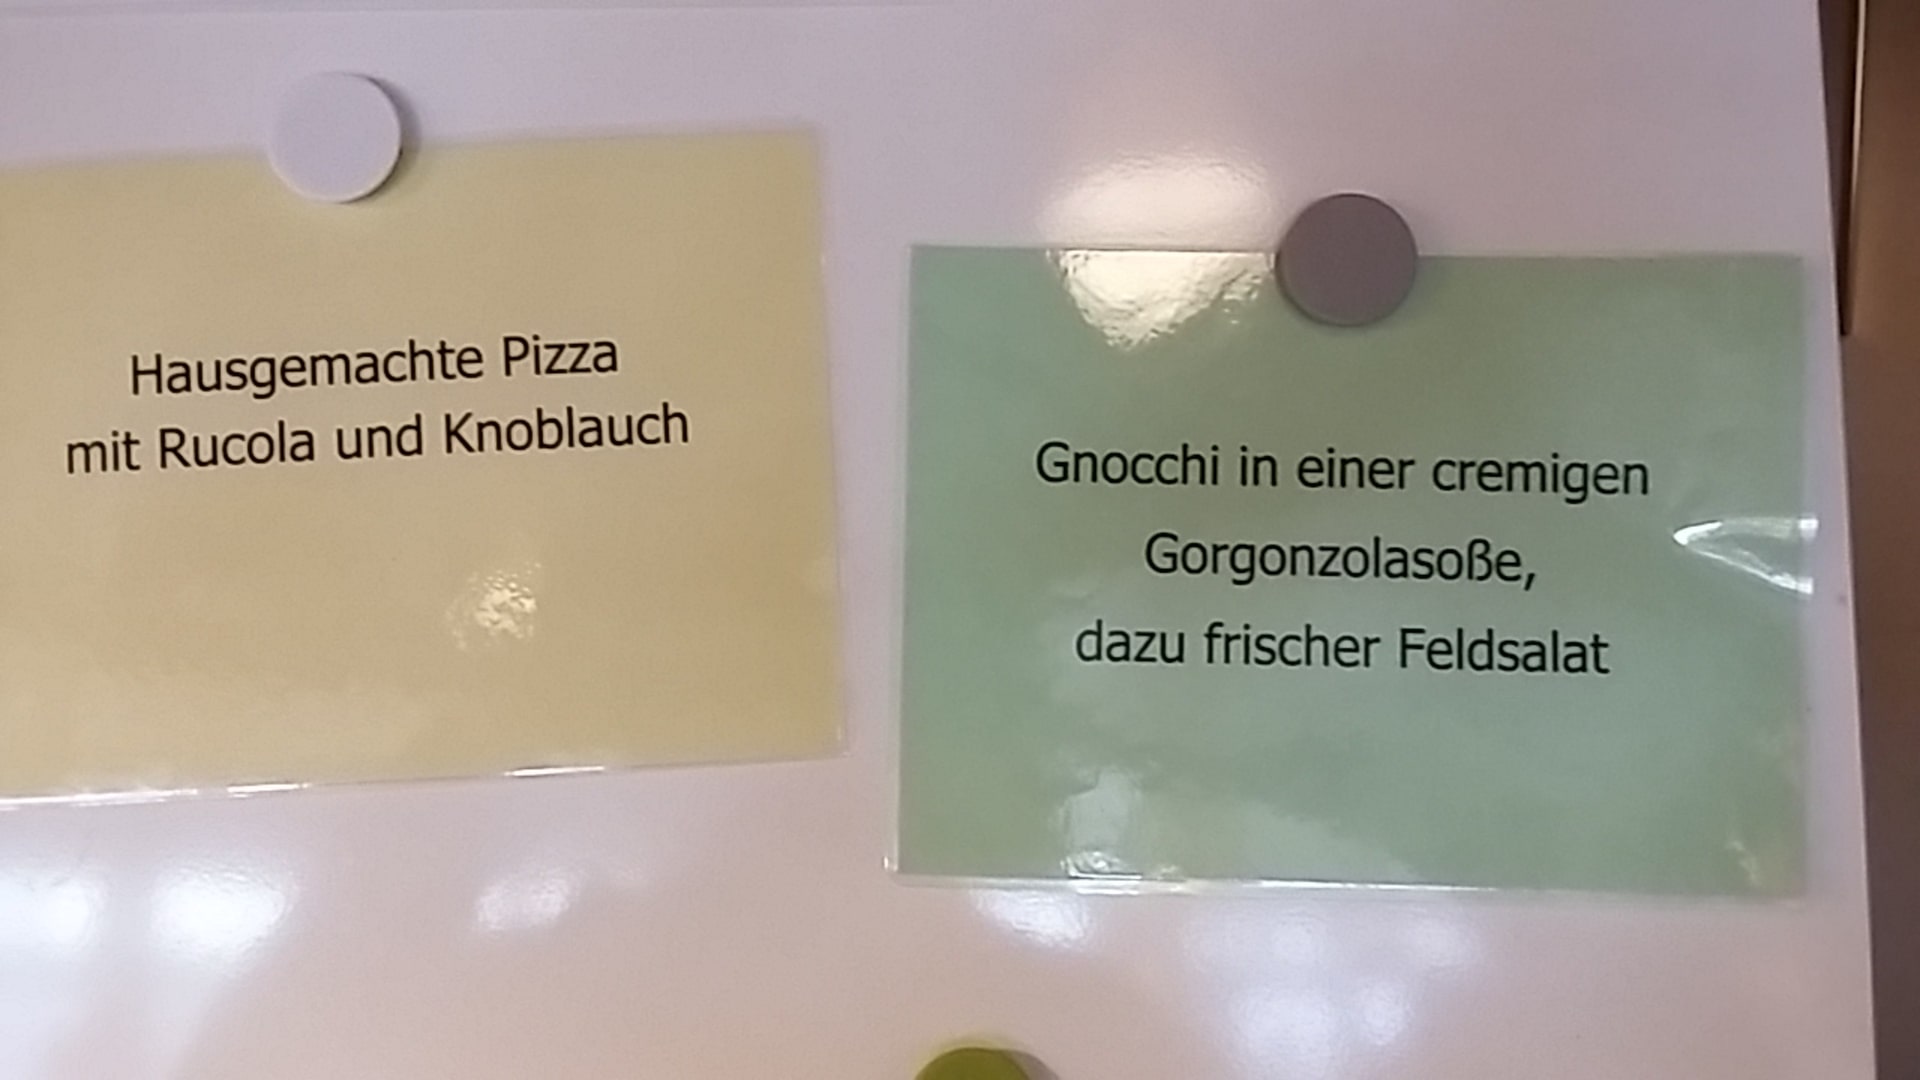 Hausgemachte Pizza
mit Rucola und Knoblauch
Gnocchi in einer cremigen
Gorgonzolasoße,
dazu frischer Feldsalat